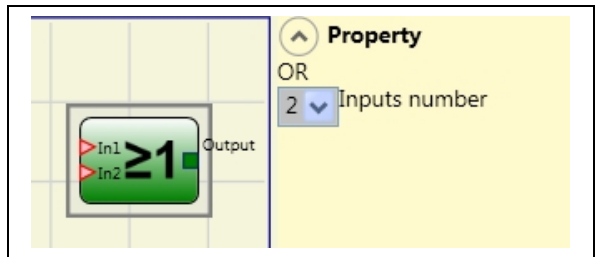 Property
OR
2 Inputs number
In1 ≥1 Output
In2